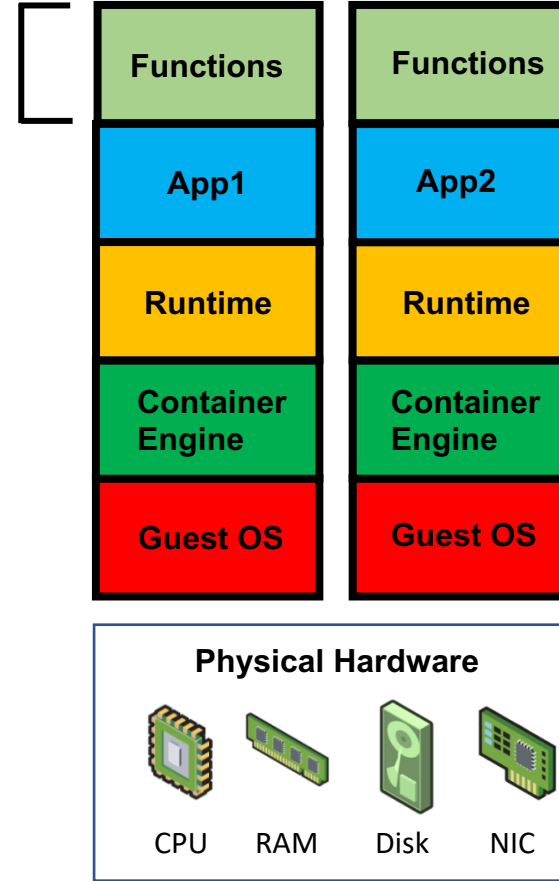 Functions
Functions
App1
App2
Runtime
Runtime
Container
Engine
Container
Engine
Guest OS
Guest OS
Physical Hardware
CPU
RAM
Disk
NIC